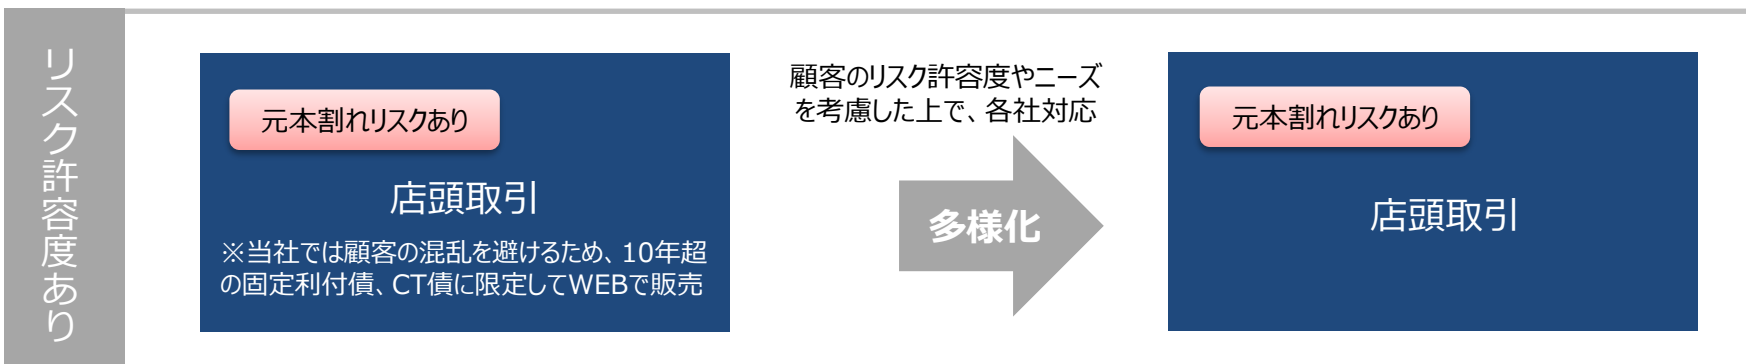 リスク許容度あり
元本割れリスクあり
店頭取引
※当社では顧客の混乱を避けるため、10年超
の固定利付債、CT債に限定してWEBで販売
顧客のリスク許容度やニーズ
を考慮した上で、各社対応
多様化
元本割れリスクあり
店頭取引